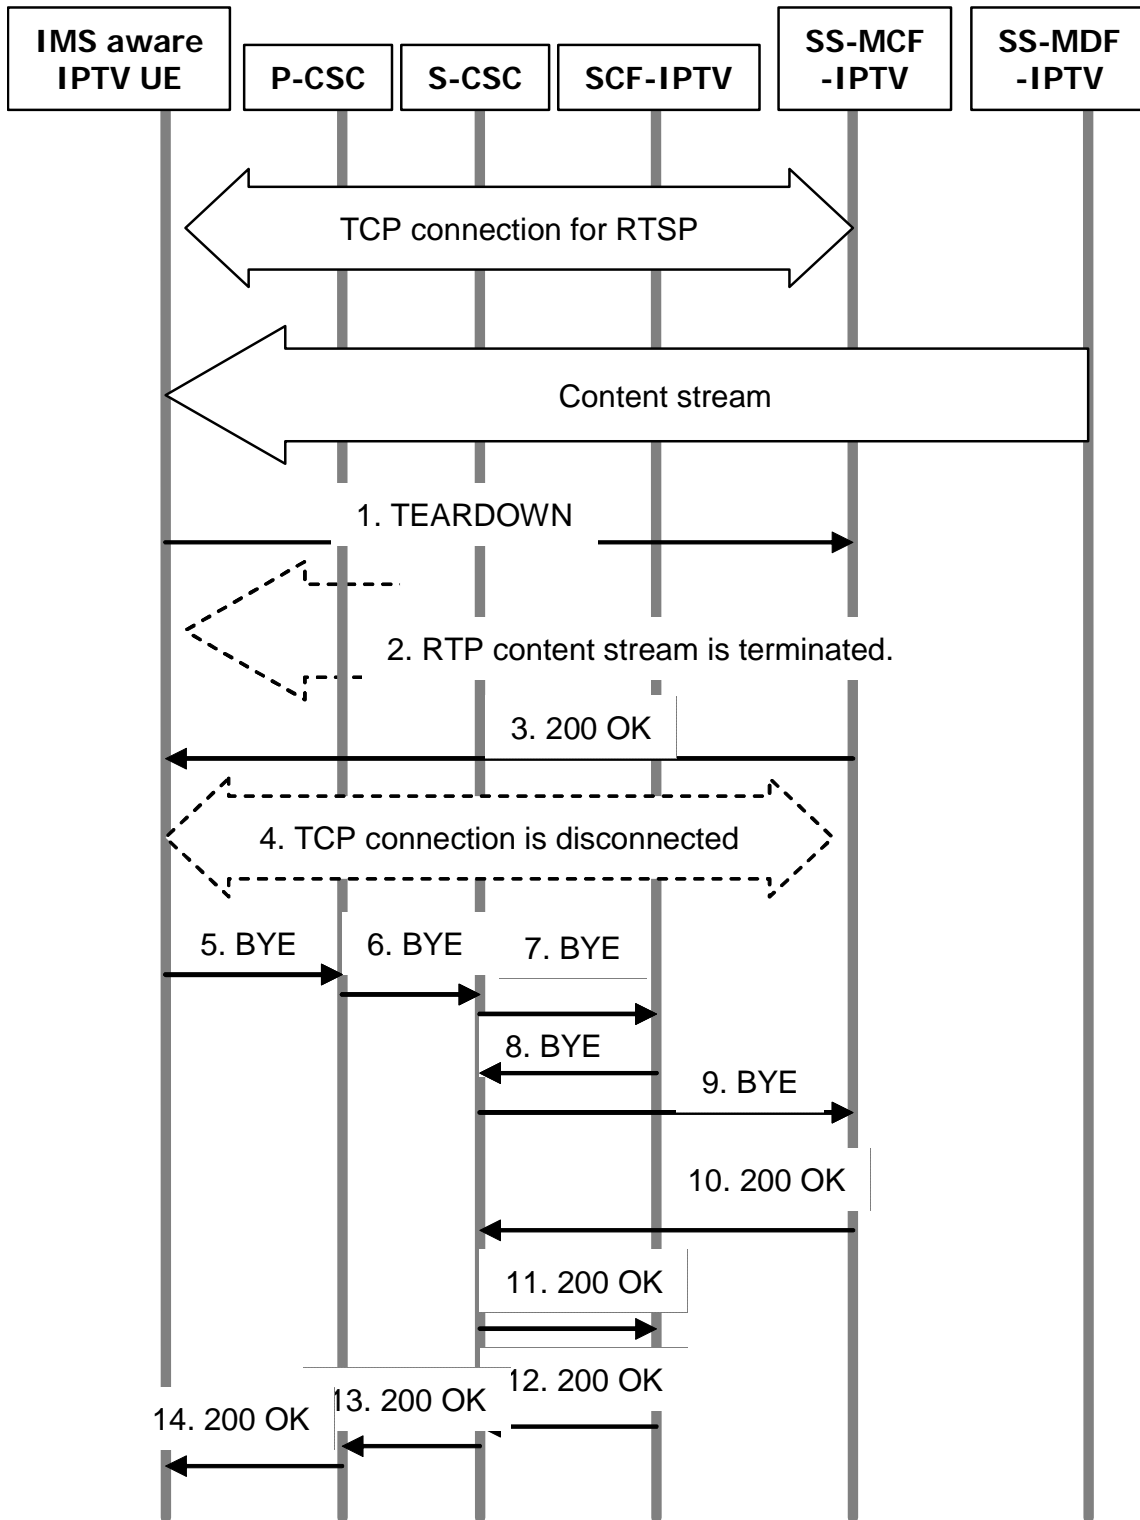 IMS aware
IPTV UE
P-CSC
S-CSC
SCF-IPTV
SS-MCF
-IPTV
SS-MDF
-IPTV
TCP connection for RTSP
Content stream
1. TEARDOWN
2. RTP content stream is terminated.
3. 200 OK
4. TCP connection is disconnected
5. BYE
6. BYE
7. BYE
8. BYE
9. BYE
10. 200 OK
11. 200 OK
12. 200 OK
13. 200 OK
14. 200 OK